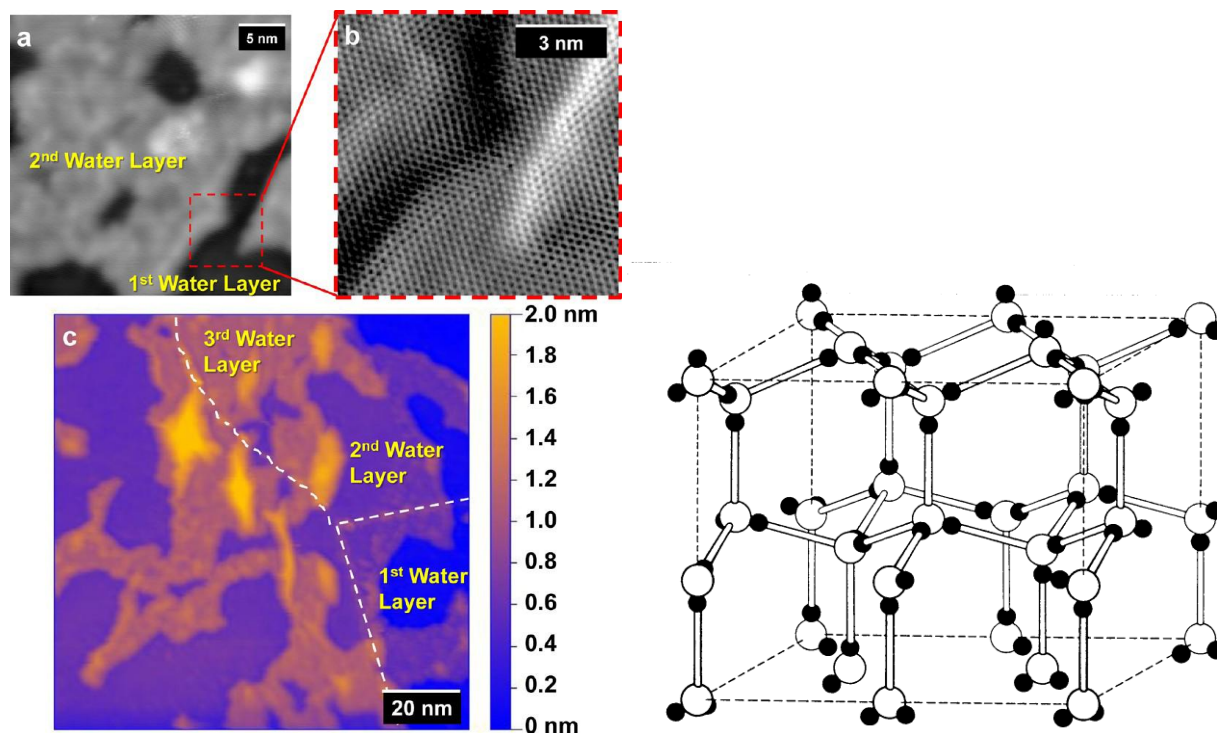 a
5 nm
2nd Water Layer
1st Water Layer
b
3 nm
c
3rd Water
Layer
2nd Water
Layer
1st Water
Layer
20 nm
2.0 nm
1.8
1.6
1.4
1.2
1.0
0.8
0.6
0.4
0.2
0 nm